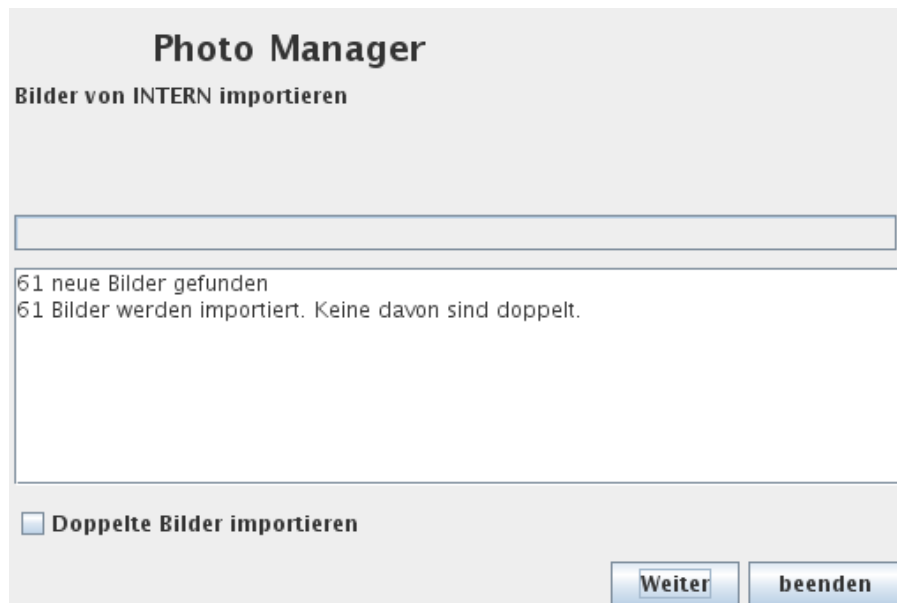 Photo Manager
Bilder von INTERN importieren
61 neue Bilder gefunden
61 Bilder werden importiert. Keine davon sind doppelt.
Doppelte Bilder importieren
Weiter beenden